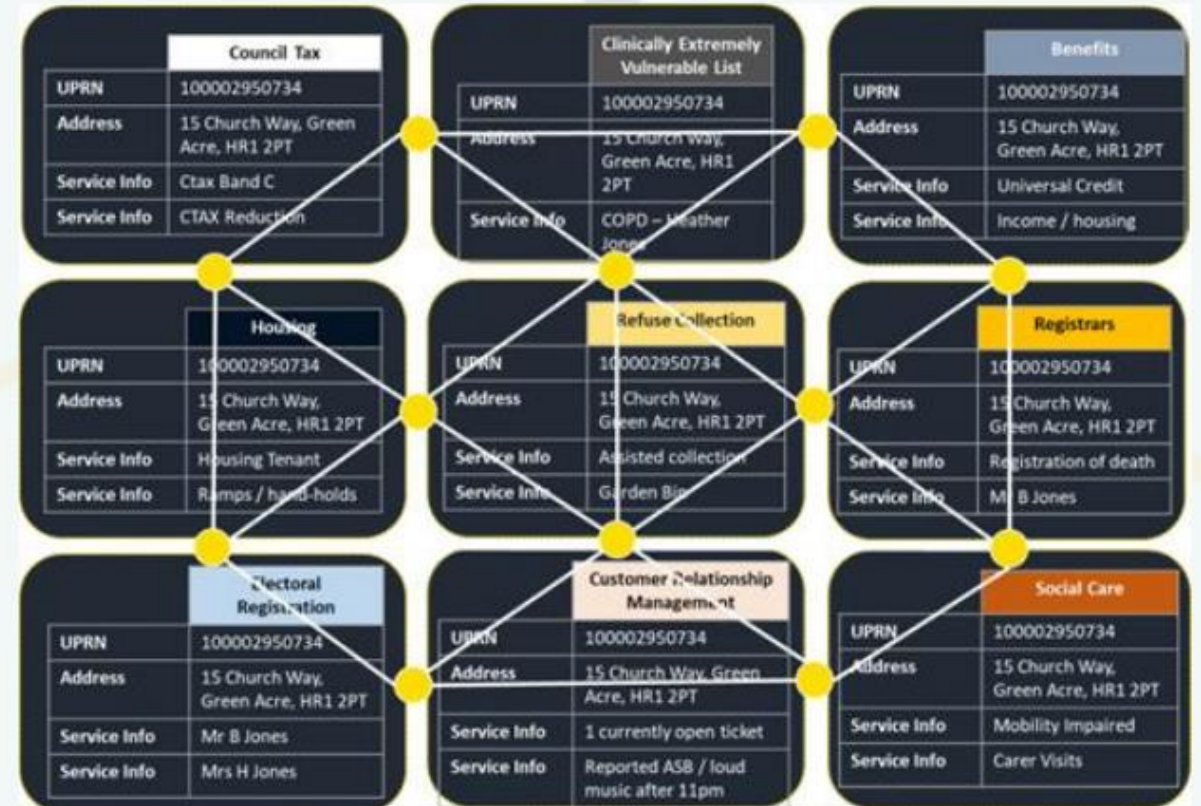 Council Tax
UPRN 100002950734
Address 15 Church Way, Green
Acre, HR1 2PT
Service Info Ctax Band C
Service Info CTAX Reduction
Clinically Extremely
Vulnerable List
UPRN 100002950734
Address 15 Church Way,
Green Acre, HR1
2PT
Service Info COPD – Heather
Jones
Benefits
UPRN 100002950734
Address 15 Church Way,
Green Acre, HR1 2PT
Service Info Universal Credit
Service Info Income / housing
Housing
UPRN 100002950734
Address 15 Church Way,
Green Acre, HR1 2PT
Service Info Housing Tenant
Service Info Ramps / hand-holds
Refuse Collection
UPRN 100002950734
Address 15 Church Way,
Green Acre, HR1 2PT
Service Info Assisted collection
Service Info Garden Bin
Registrars
UPRN 100002950734
Address 15 Church Way,
Green Acre, HR1 2PT
Service Info Registration of death
Service Info Mr B Jones
Electoral
Registration
UPRN 100002950734
Address 15 Church Way,
Green Acre, HR1 2PT
Service Info Mr B Jones
Service Info Mrs H Jones
Customer Relationship
Management
UPRN 100002950734
Address 15 Church Way, Green
Acre, HR1 2PT
Service Info 1 currently open ticket
Service Info Reported ASB / loud
music after 11pm
Social Care
UPRN 100002950734
Address 15 Church Way,
Green Acre, HR1 2PT
Service Info Mobility Impaired
Service Info Carer Visits